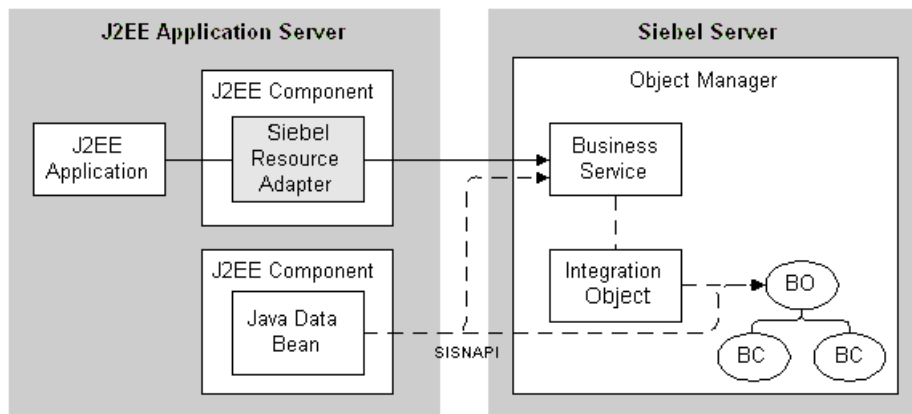 J2EE Application Server
J2EE Component
J2EE
Application
Siebel
Resource
Adapter
J2EE Component
Java Data
Bean
SISNAPI
Siebel Server
Object Manager
Business
Service
Integration
Object
BO
BC
BC